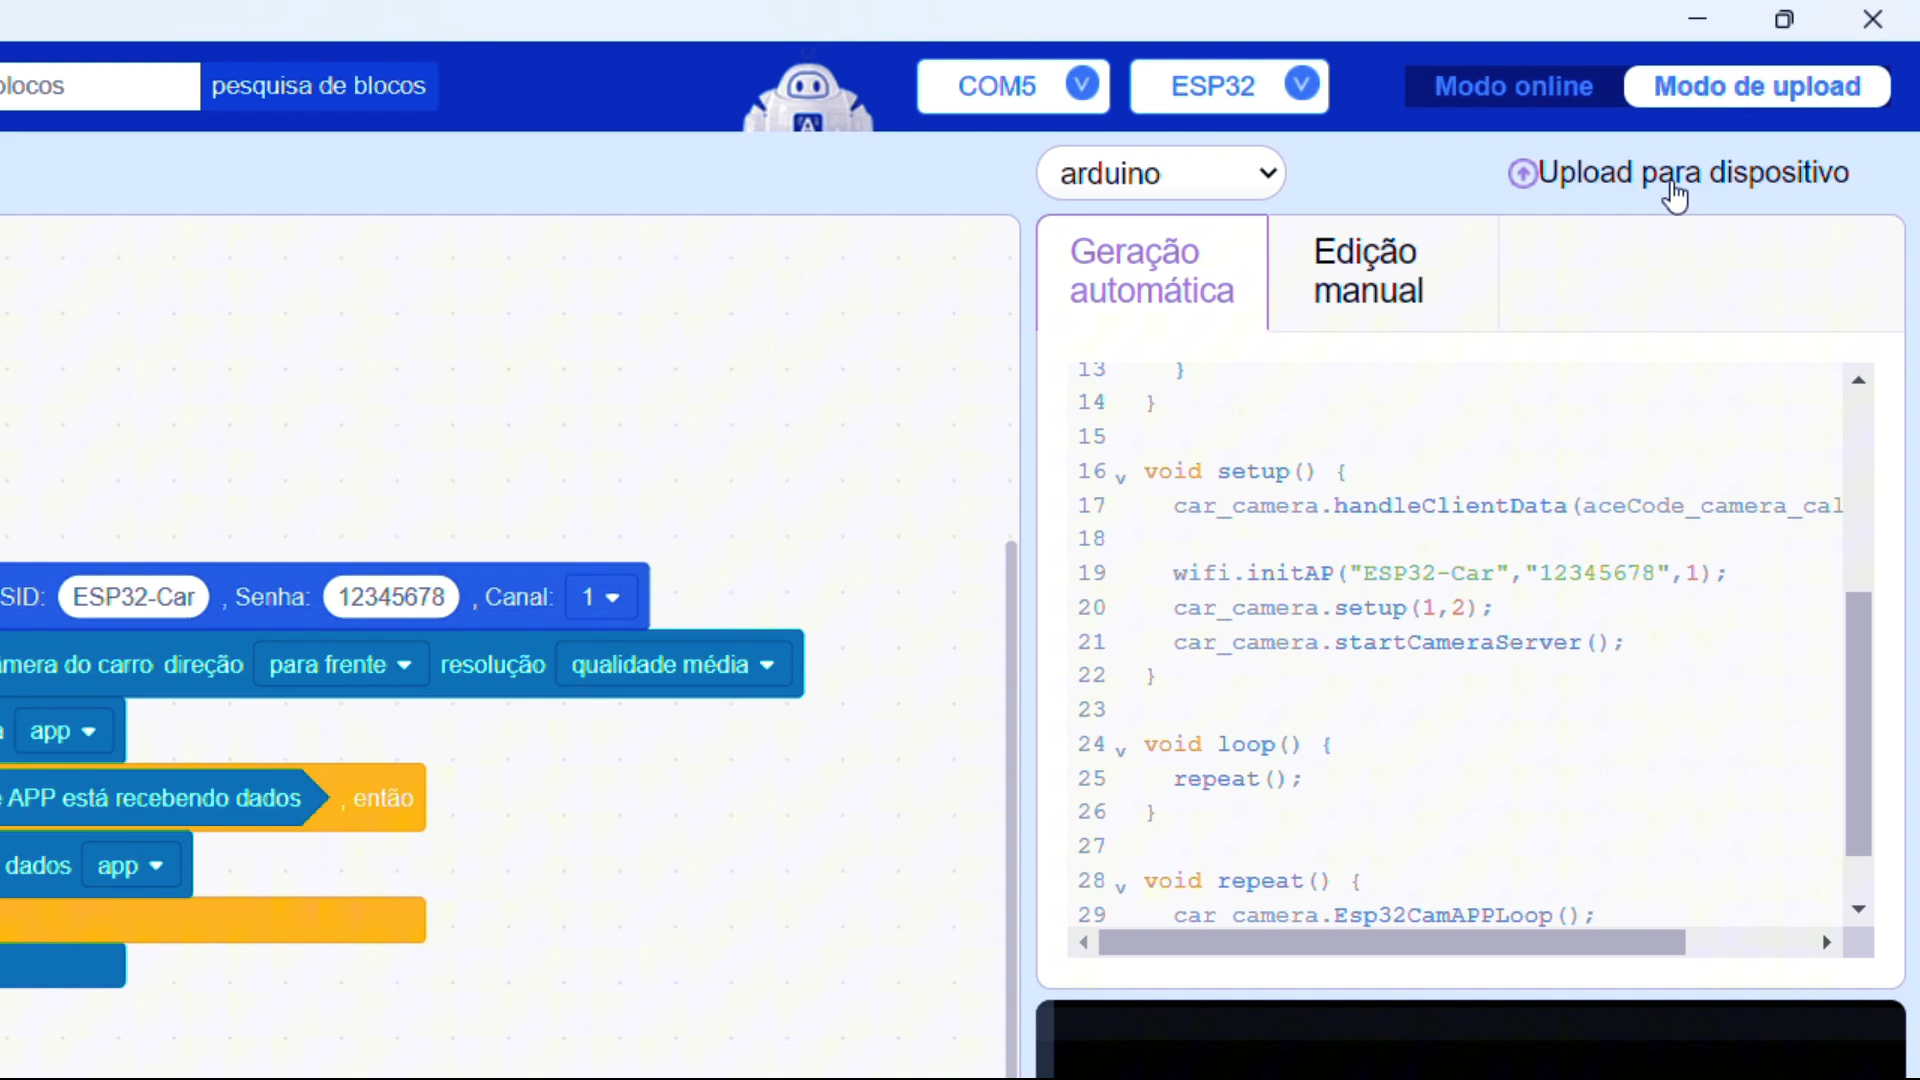 blocos
pesquisa de blocos
COM5
ESP32
Modo online
Modo de upload
arduino
Upload para dispositivo
Geração
automática
Edição
manual
SID: ESP32-Car , Senha: 12345678 , Canal: 1
câmera do carro direção para frente resolução qualidade média
a app
e APP está recebendo dados , então
dados app
13 }
14 }
15
16 void setup() {
17 car_camera.handleClientData(aceCode_camera_cal
18
19 wifi.initAP("ESP32-Car","12345678",1);
20 car_camera.setup(1,2);
21 car_camera.startCameraServer();
22 }
23
24 void loop() {
25 repeat();
26 }
27
28 void repeat() {
29 car_camera.Esp32CamAPPLoop();